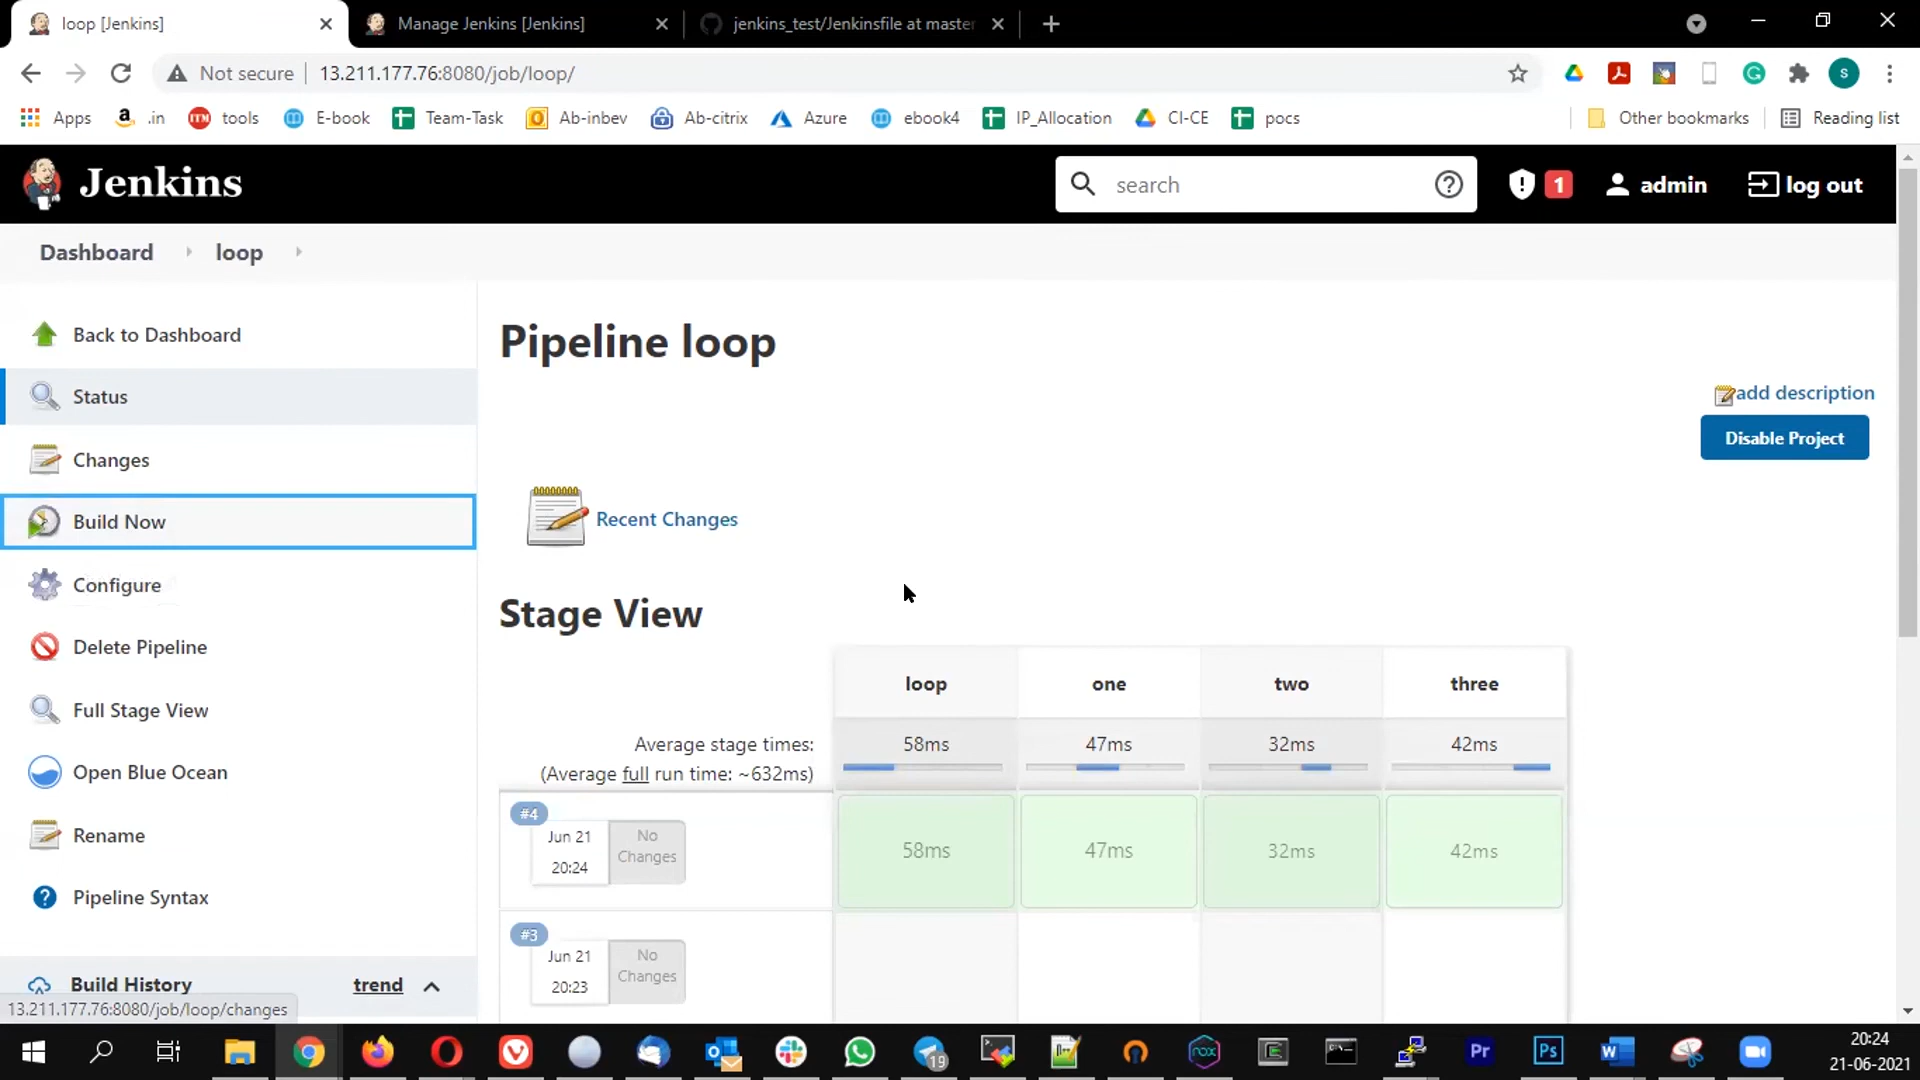 loop [Jenkins]
Manage Jenkins [Jenkins]
jenkins_test/Jenkinsfile at master
Not secure
13.211.177.76:8080/job/loop/
S
Apps
.in
tools
E-book
Team-Task
Ab-inbev
Ab-citrix
Azure
ebook4
IP_Allocation
CI-CE
pocs
Other bookmarks
Reading list
Jenkins
search
1
admin
log out
Dashboard
loop
Back to Dashboard
Status
Changes
Build Now
Configure
Delete Pipeline
Full Stage View
Open Blue Ocean
Rename
Pipeline Syntax
Build History
trend
13.211.177.76:8080/job/loop/changes
Pipeline loop
add description
Disable Project
Recent Changes
Stage View
loop one two three
Average stage times: 58ms 47ms 32ms 42ms
(Average full run time: ~632ms)
#4
Jun 21
20:24
No
Changes
58ms 47ms 32ms 42ms
#3
Jun 21
20:23
No
Changes
19
Pr
Ps
W
20:24
21-06-2021